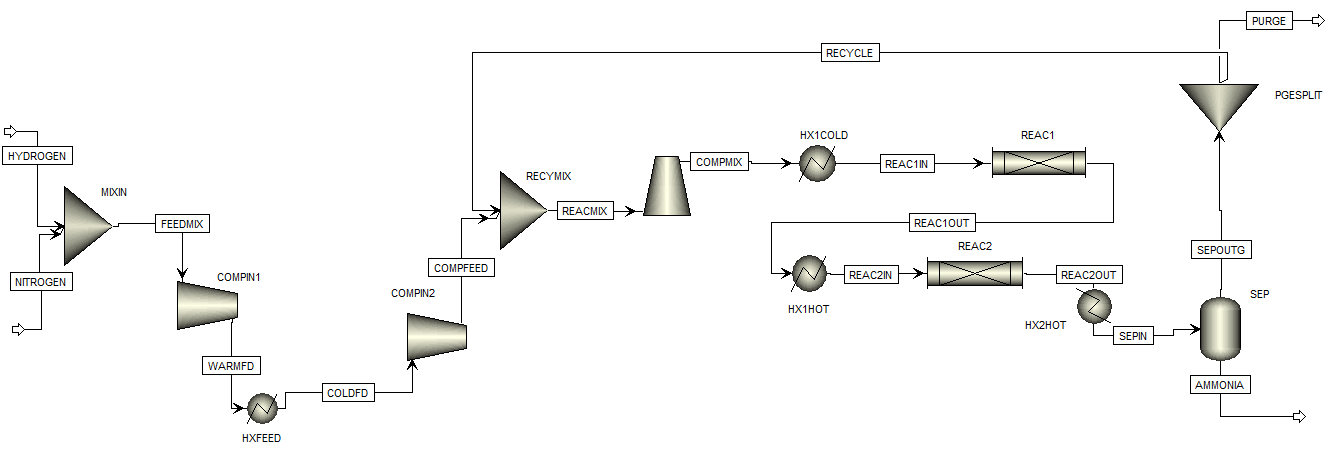 PURGE
RECYCLE
PGESPLIT
HX1COLD
REAC1
HYDROGEN
COMPMIX
REAC1IN
MIXIN
RECYMIX
FEEDMIX
REACMIX
REAC1OUT
REAC2
SEPOUTG
NITROGEN
COMPIN1
COMPFEED
REAC2IN
REAC2OUT
COMPIN2
HX1HOT
SEP
HX2HOT
SEPIN
WARMFD
COLDFD
AMMONIA
HXFEED